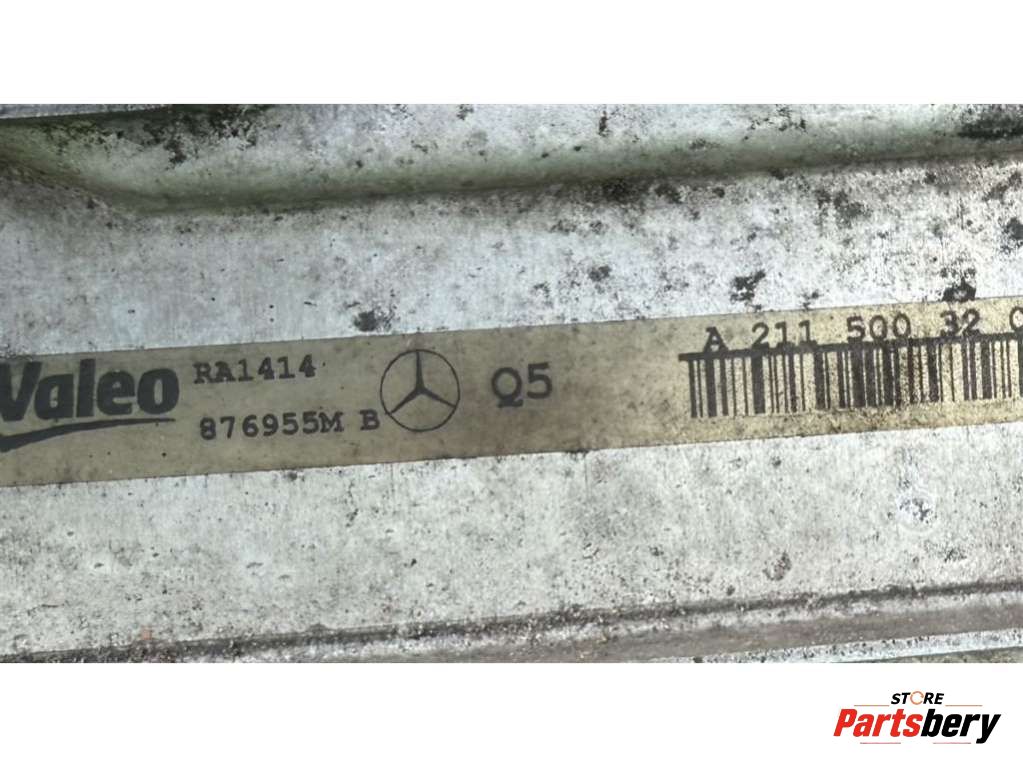 Valeo
RA1414
876955M B
Q5
A 211 500 32
STORE
Partsbery